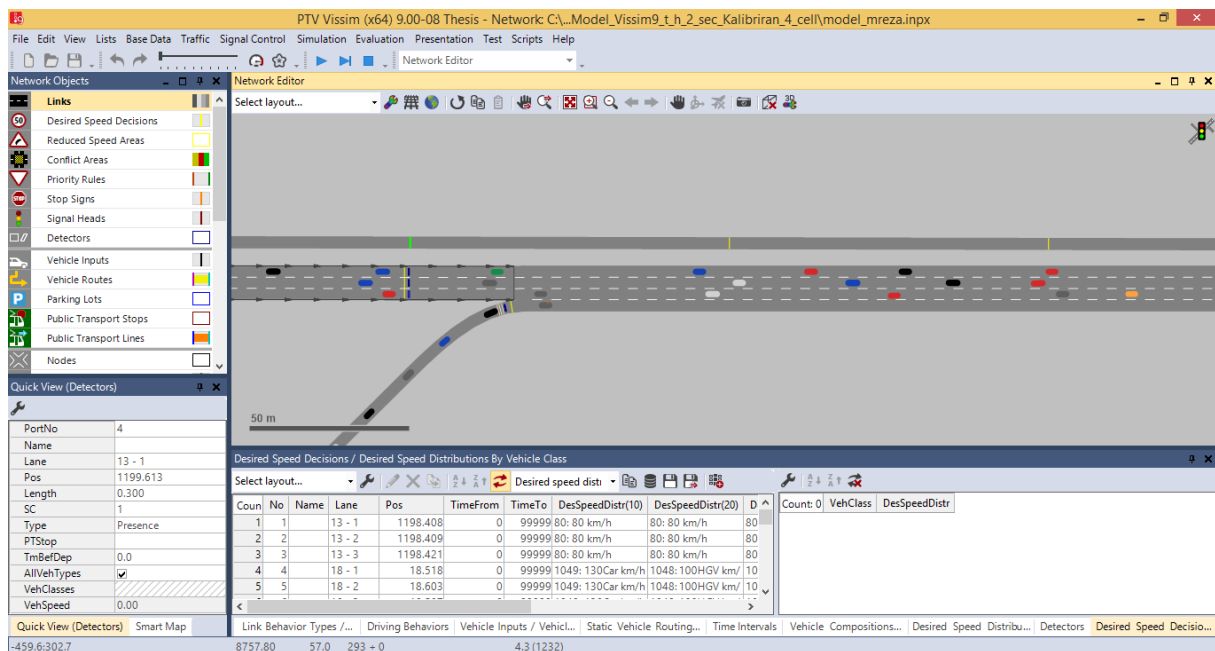 PTV Vissim (x64) 9.00-08 Thesis - Network: C:\...Model_Vissim9_t_h_2_sec_Kalibriran_4_cell\model_mreza.inpx
File Edit View Lists Base Data Traffic Signal Control Simulation Evaluation Presentation Test Scripts Help
Network Editor
Network Objects
Network Editor
Links
Select layout...
50 Desired Speed Decisions
Reduced Speed Areas
Conflict Areas
Priority Rules
STOP Stop Signs
Signal Heads
Detectors
Vehicle Inputs
Vehicle Routes
P Parking Lots
Public Transport Stops
Public Transport Lines
Nodes
50 m
Quick View (Detectors)
PortNo 4
Name
Lane 13 - 1
Pos 1199.613
Length 0.300
SC 1
Type Presence
PTStop
TmBefDep 0.0
AllVehTypes
VehClasses
VehSpeed 0.00
Quick View (Detectors) Smart Map
Desired Speed Decisions / Desired Speed Distributions By Vehicle Class
Select layout... Desired speed disti
Coun No Name Lane Pos TimeFrom TimeTo DesSpeedDistr(10) DesSpeedDistr(20) D
1 1 13 - 1 1198.408 0 99999 80: 80 km/h 80: 80 km/h 80
2 2 13 - 2 1198.409 0 99999 80: 80 km/h 80: 80 km/h 80
3 3 13 - 3 1198.421 0 99999 80: 80 km/h 80: 80 km/h 80
4 4 18 - 1 18.518 0 99999 1049: 130Car km/h 1048: 100HGV km/ 10
5 5 18 - 2 18.603 0 99999 1049: 130Car km/h 1048: 100HGV km/ 10
Count: 0 VehClass DesSpeedDistr
Link Behavior Types /... Driving Behaviors Vehicle Inputs / Vehicl... Static Vehicle Routing... Time Intervals Vehicle Compositions... Desired Speed Distribu... Detectors Desired Speed Decisio...
-459.6:302.7 8757.80 57.0 293 + 0 4.3 (1232)